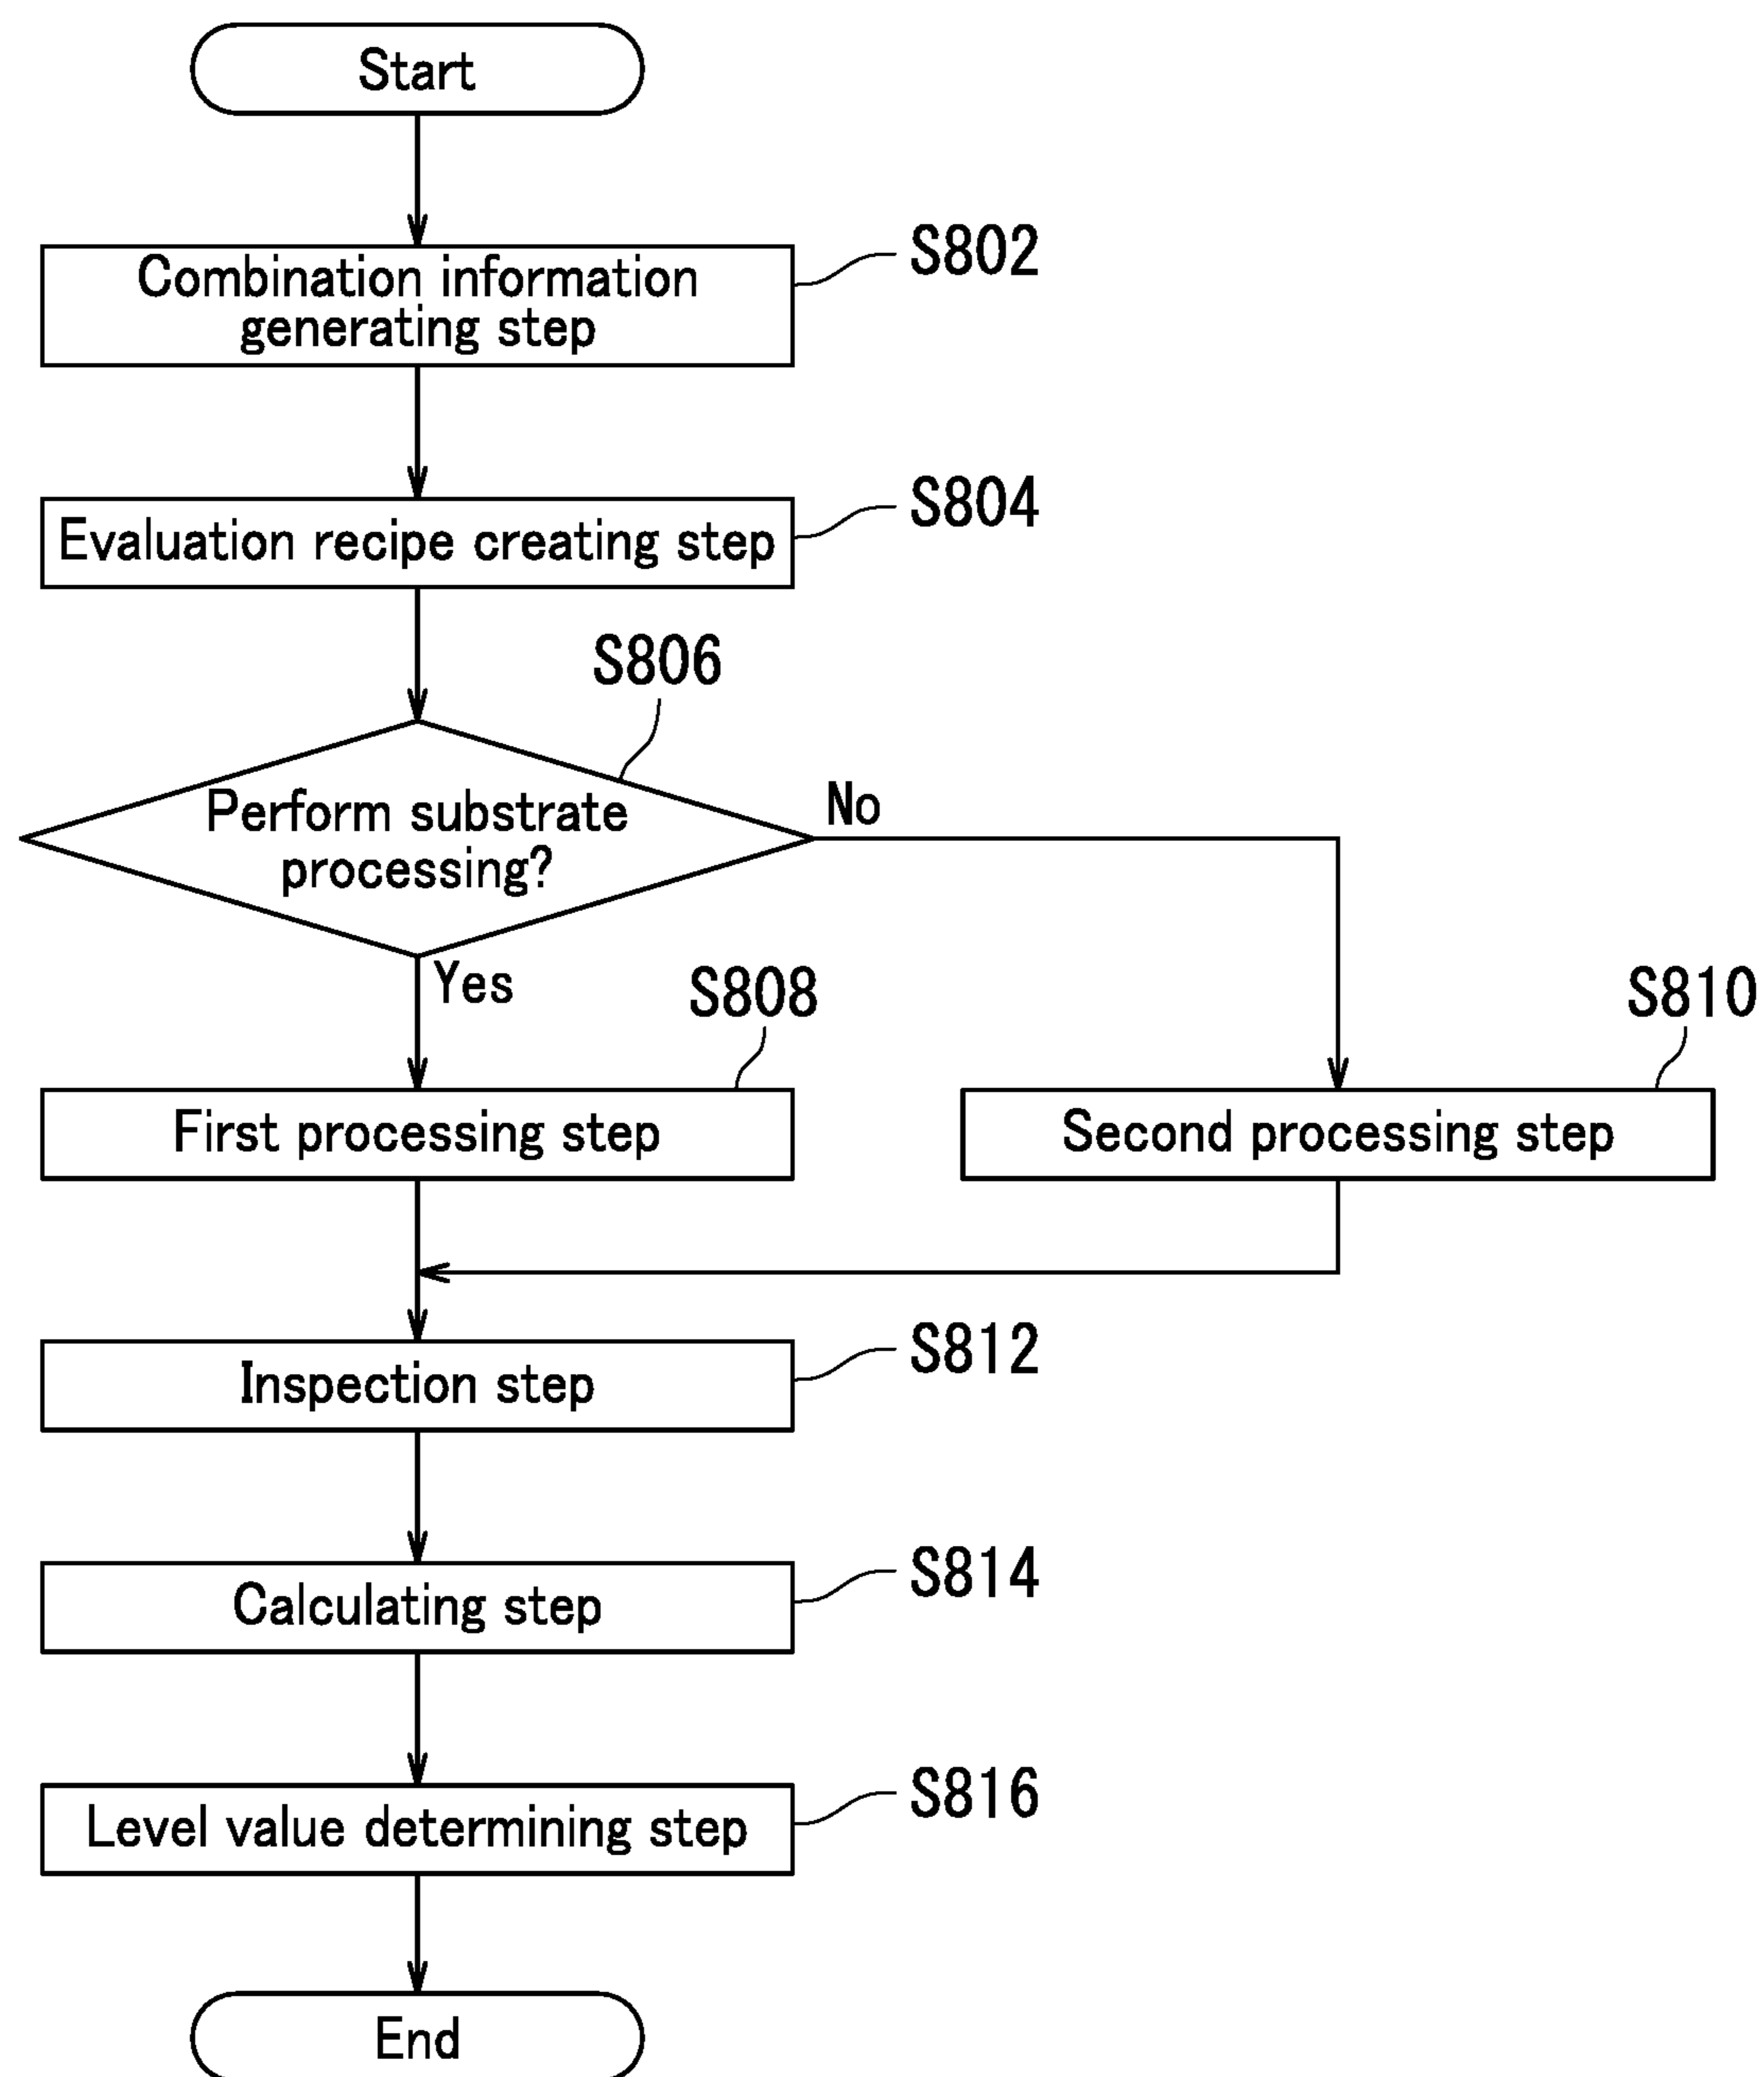 Start
Combination information
generating step
S802
Evaluation recipe creating step
S804
S806
Perform substrate
processing?
No
Yes
S808
S810
First processing step
Second processing step
Inspection step
S812
Calculating step
S814
Level value determining step
S816
End